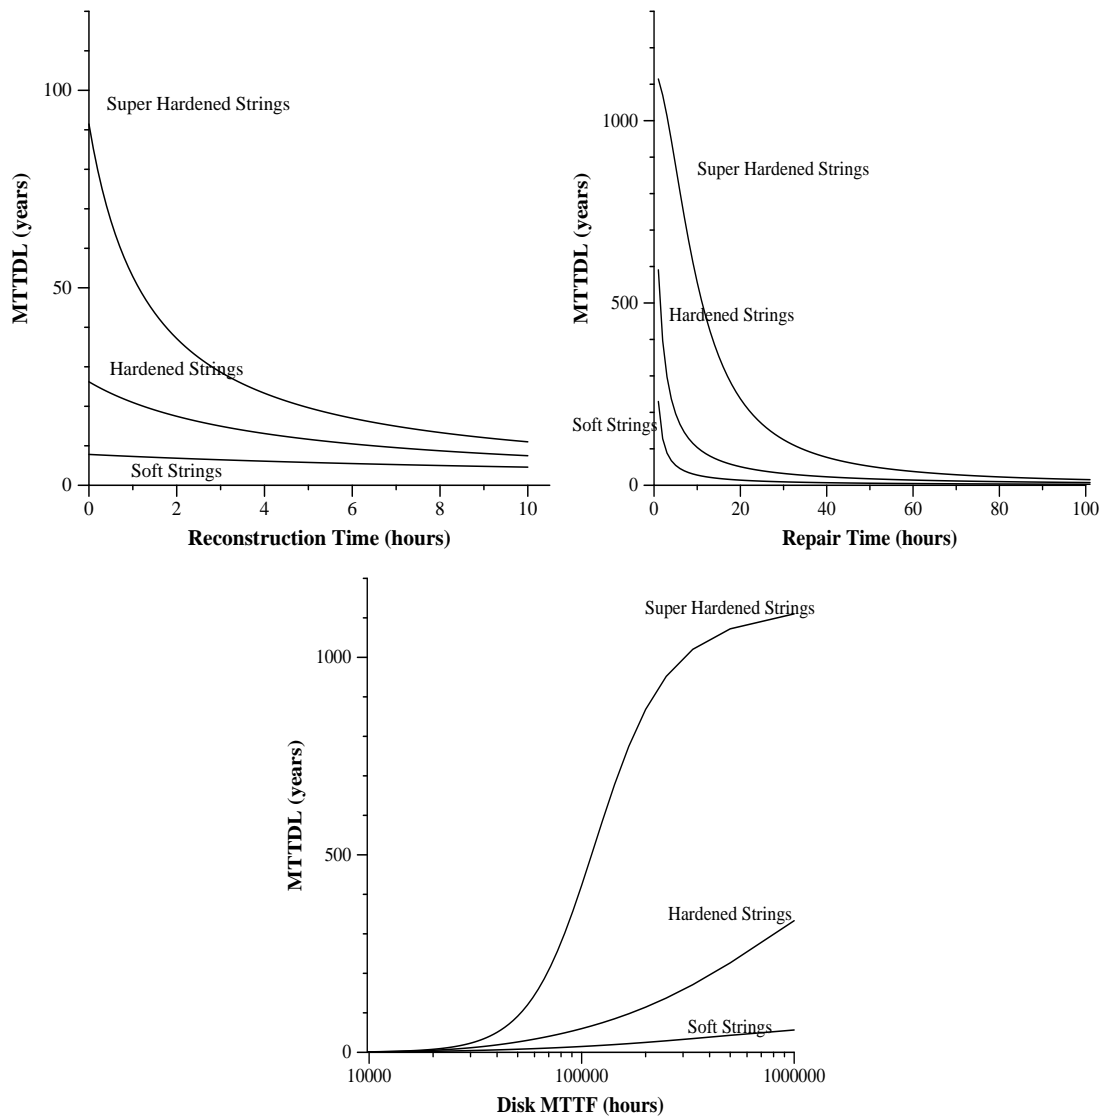 100
50
0
MTTDL (years)
Super Hardened Strings
Hardened Strings
Soft Strings
0 2 4 6 8 10
Reconstruction Time (hours)
1000
500
0
MTTDL (years)
Super Hardened Strings
Hardened Strings
Soft Strings
0 20 40 60 80 100
Repair Time (hours)
1000
500
0
MTTDL (years)
Super Hardened Strings
Hardened Strings
Soft Strings
10000 100000 1000000
Disk MTTF (hours)